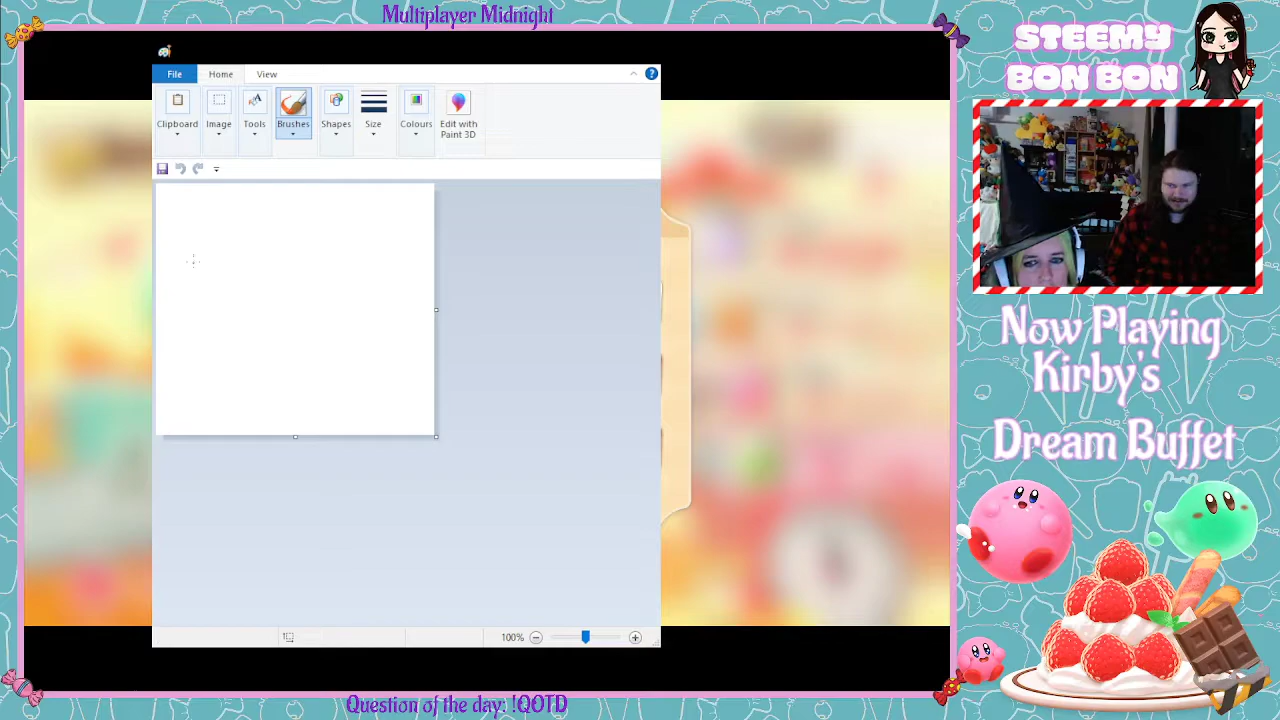 Multiplayer Midnight
File Home View
Clipboard Image Tools Brushes Shapes Size Colours Edit with
Paint 3D
100%
Question of the day: !QOTD
STEEMY
BON BON
Now Playing
Kirby's
Dream Buffet